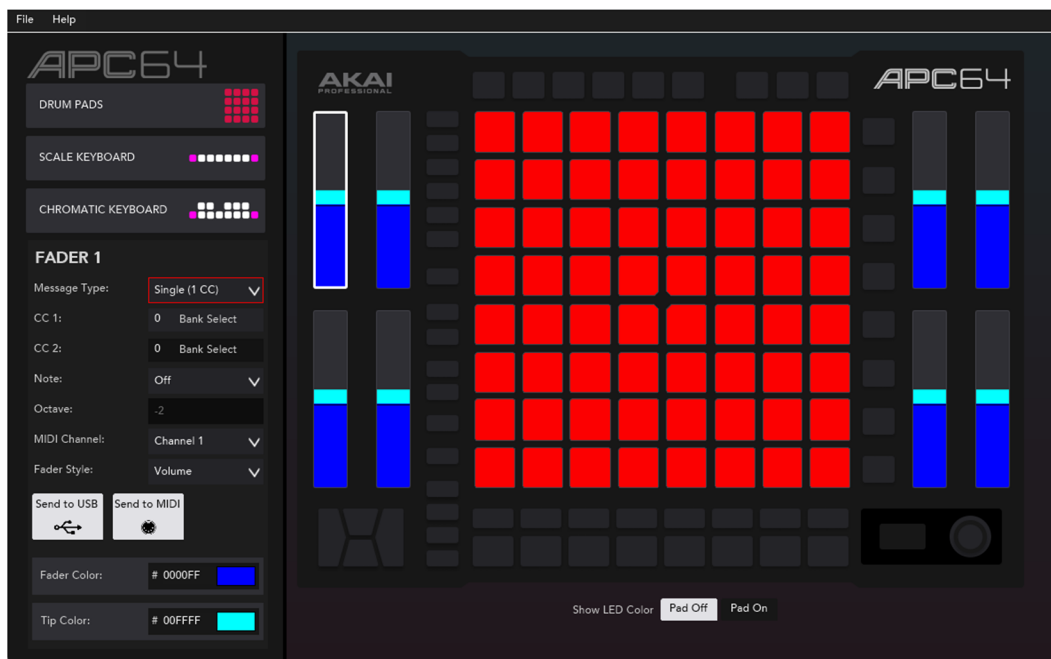 File Help
APC64
DRUM PADS
SCALE KEYBOARD
CHROMATIC KEYBOARD
FADER 1
Message Type: Single (1 CC)
CC 1: 0 Bank Select
CC 2: 0 Bank Select
Note: Off
Octave: -2
MIDI Channel: Channel 1
Fader Style: Volume
Send to USB Send to MIDI
Fader Color: # 0000FF
Tip Color: # 00FFFF
AKAI
PROFESSIONAL
APC64
Show LED Color Pad Off Pad On